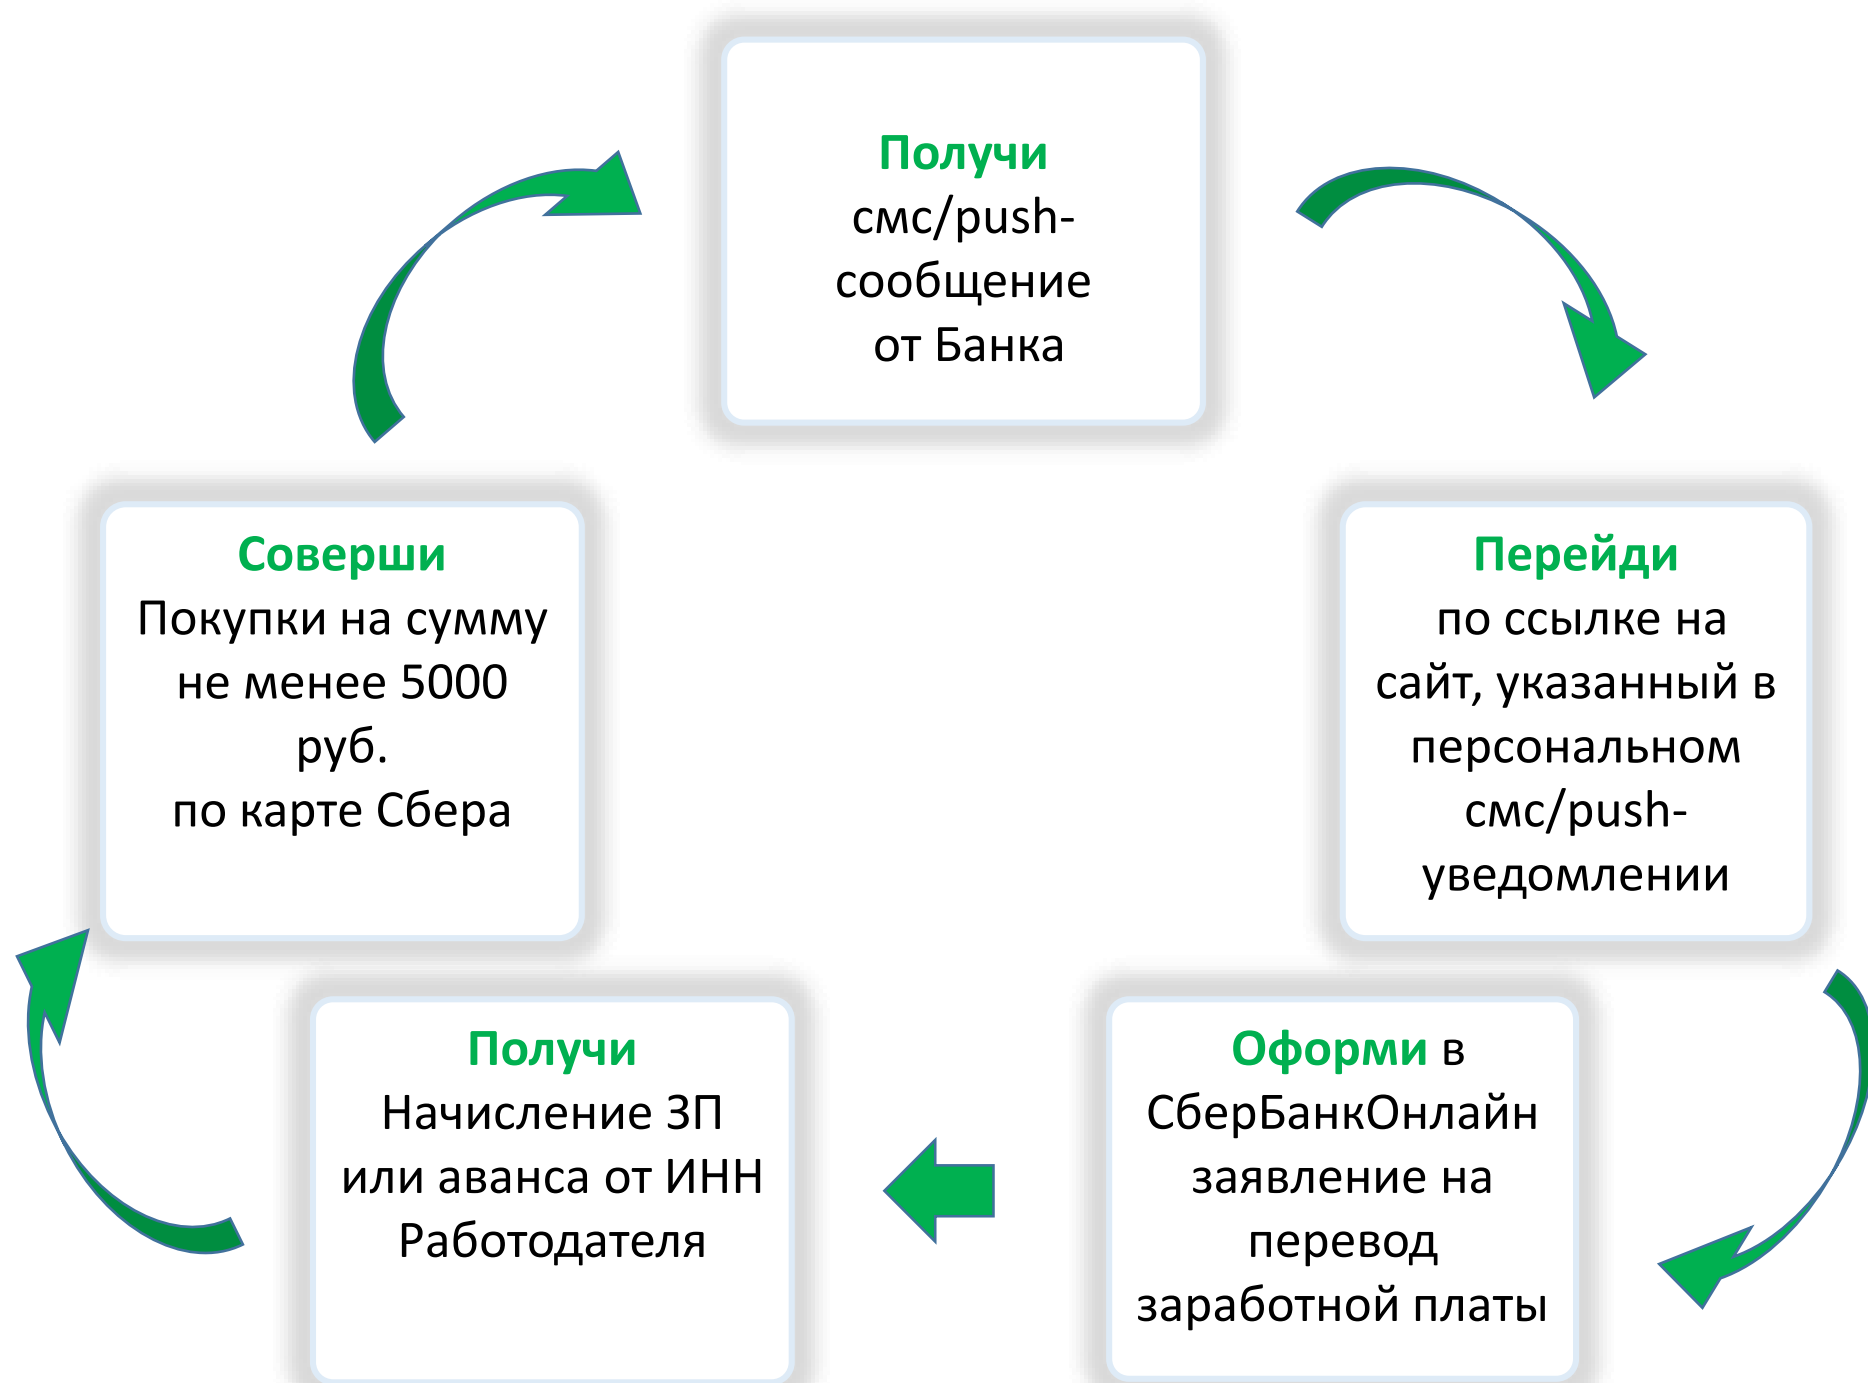 Получи
смс/push-
сообщение
от Банка
Перейди
по ссылке на
сайт, указанный в
персональном
смс/push-
уведомлении
Оформи в
СберБанкОнлайн
заявление на
перевод
заработной платы
Получи
Начисление ЗП
или аванса от ИНН
Работодателя
Соверши
Покупки на сумму
не менее 5000
руб.
по карте Сбера